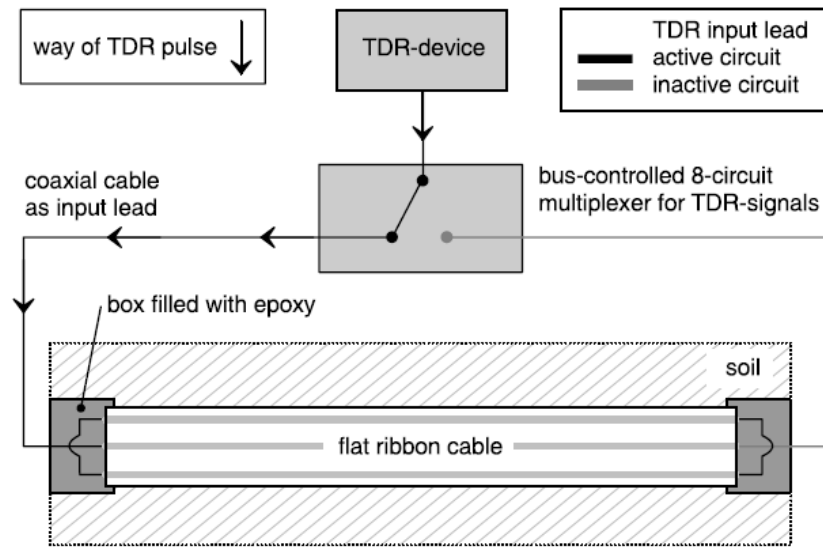 way of TDR pulse
TDR-device
TDR input lead
active circuit
inactive circuit
coaxial cable
as input lead
bus-controlled 8-circuit
multiplexer for TDR-signals
box filled with epoxy
soil
flat ribbon cable